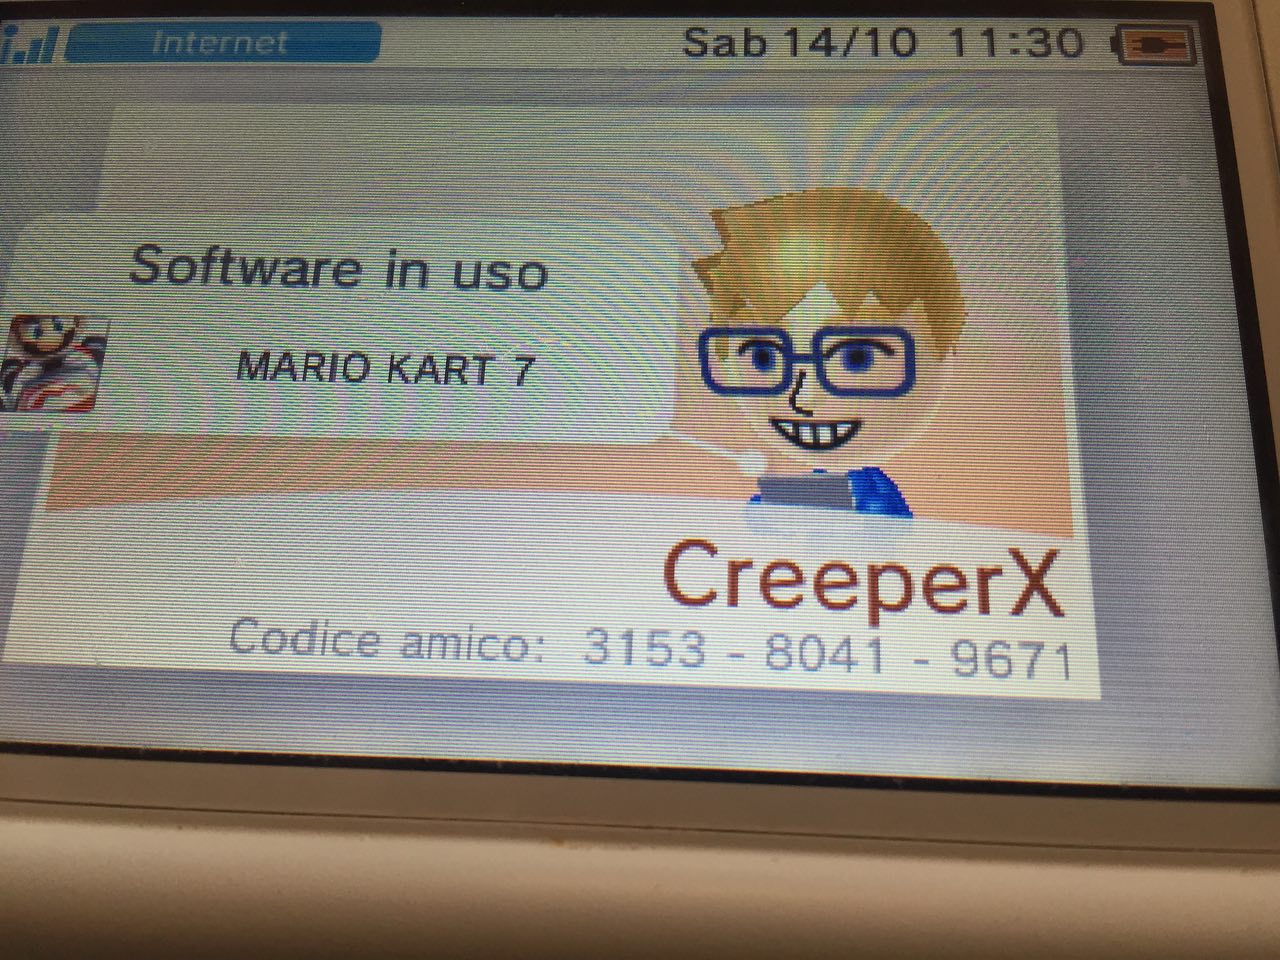 Internet Sab 14/10 11:30
Software in uso
MARIO KART 7
CreeperX
Codice amico: 3153 - 8041 - 9671